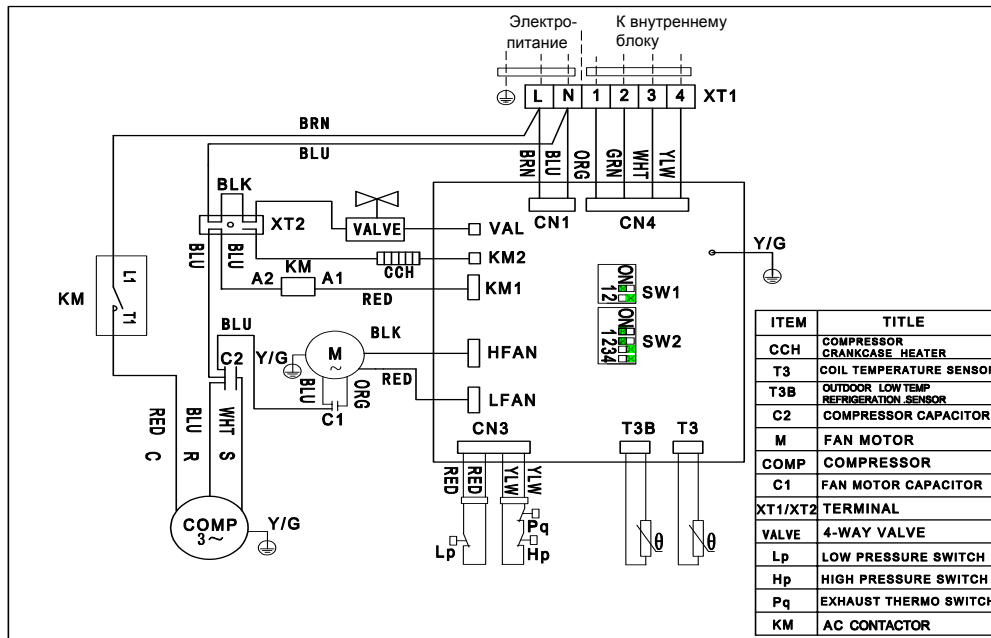 Электро-
питание
К внутреннему
блоку
L N 1 2 3 4 XT1
BRN
BLU
BRN
BLU
ORG
GRN
WHT
YLW
BLK
XT2
VALVE
VAL
CN1
CN4
Y/G
BLU
BLU
CCH
KM2
KM
L1
T1
A2
KM
A1
RED
KM1
ON
12
SW1
ON
1234
SW2
BLU
C2
Y/G
M
~
BLK
HFAN
RED
LFAN
BLU
ORG
C1
RED C
BLU R
WHT S
CN3
RED
RED
YLW
YLW
T3B
T3
COMP
3~
Y/G
Lp
Pq
Hp
θ
θ
ITEM TITLE
CCH COMPRESSOR
CRANKCASE HEATER
T3 COIL TEMPERATURE SENSOR
T3B OUTDOOR LOW TEMP
REFRIGERATION .SENSOR
C2 COMPRESSOR CAPACITOR
M FAN MOTOR
COMP COMPRESSOR
C1 FAN MOTOR CAPACITOR
XT1/XT2 TERMINAL
VALVE 4-WAY VALVE
Lp LOW PRESSURE SWITCH
Hp HIGH PRESSURE SWITCH
Pq EXHAUST THERMO SWITCH
KM AC CONTACTOR